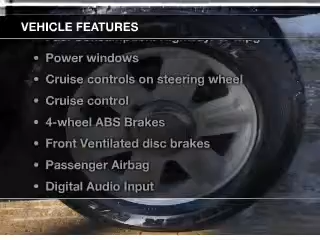 VEHICLE FEATURES
• Power windows
• Cruise controls on steering wheel
• Cruise control
• 4-wheel ABS Brakes
• Front Ventilated disc brakes
• Passenger Airbag
• Digital Audio Input